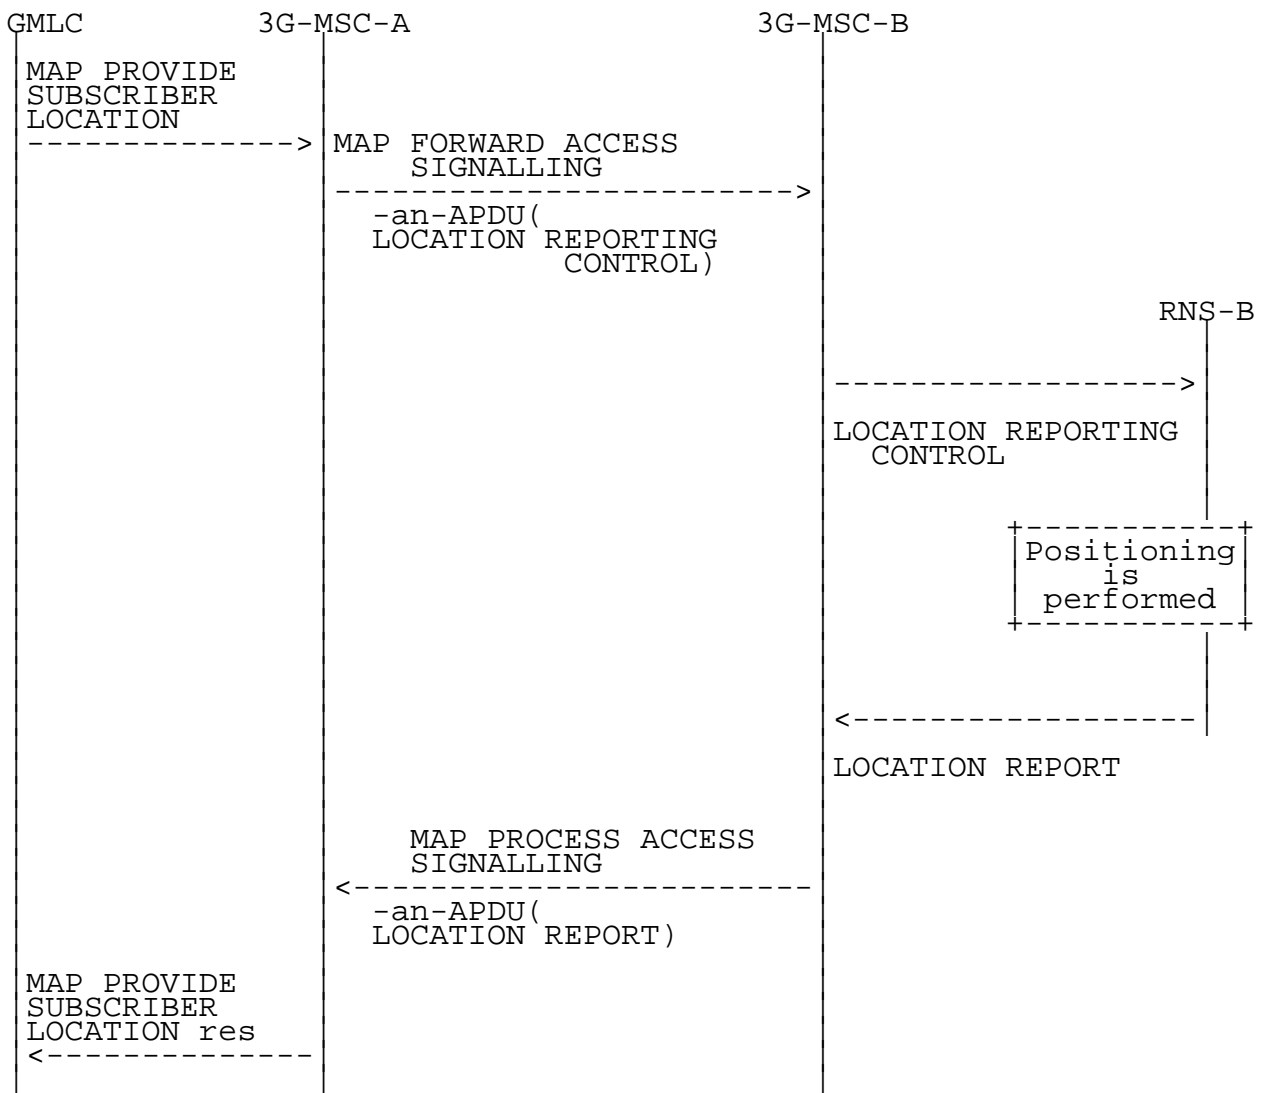 GMLC 3G-MSC-A 3G-MSC-B
MAP PROVIDE
SUBSCRIBER
LOCATION
MAP FORWARD ACCESS
SIGNALLING
-an-APDU(
LOCATION REPORTING
CONTROL)
RNS-B
LOCATION REPORTING
CONTROL
Positioning
is
performed
LOCATION REPORT
MAP PROCESS ACCESS
SIGNALLING
-an-APDU(
LOCATION REPORT)
MAP PROVIDE
SUBSCRIBER
LOCATION res